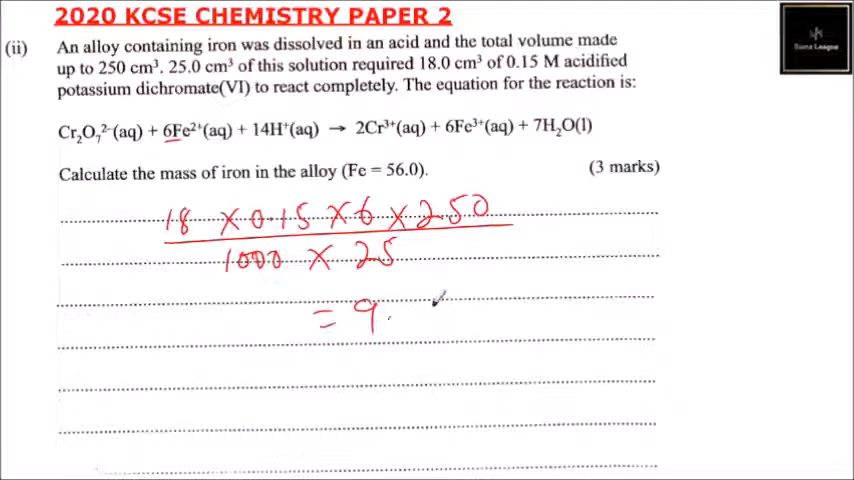 2020 KCSE CHEMISTRY PAPER 2
(ii) An alloy containing iron was dissolved in an acid and the total volume made
up to 250 cm³. 25.0 cm³ of this solution required 18.0 cm³ of 0.15 M acidified
potassium dichromate(VI) to react completely. The equation for the reaction is:
Cr₂O₇²⁻(aq) + 6Fe²⁺(aq) + 14H⁺(aq) → 2Cr³⁺(aq) + 6Fe³⁺(aq) + 7H₂O(l)
Calculate the mass of iron in the alloy (Fe = 56.0). (3 marks)
18 × 0.15 × 6 × 250
1000 × 25
= 9.